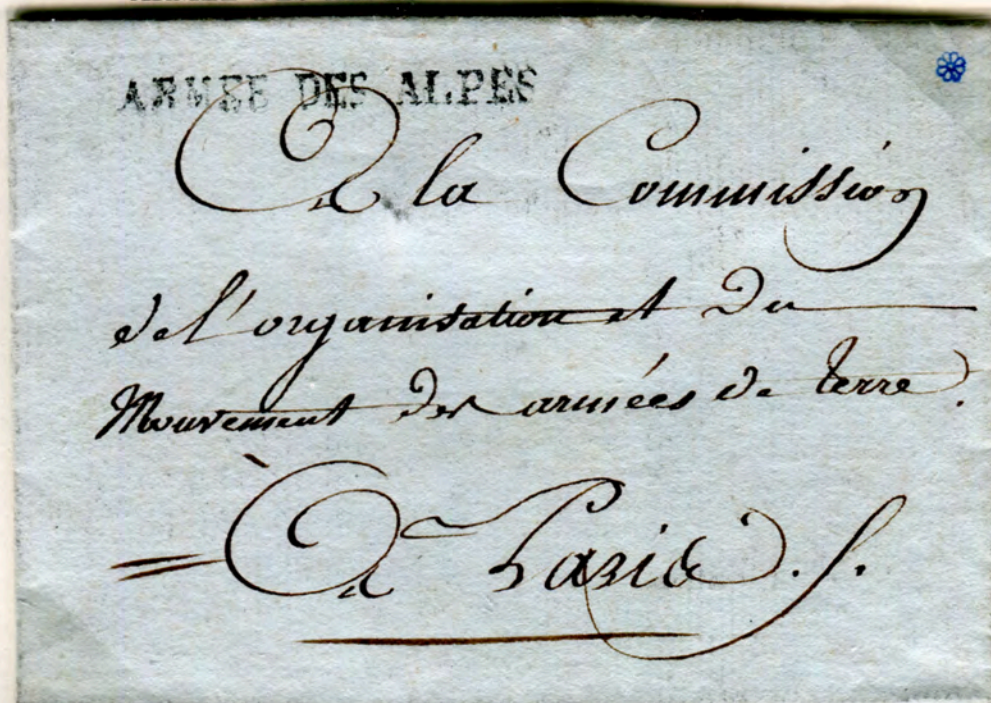 ARMEE DES ALPES
A la Commission
de l'organisation et du
Mouvement des armées de terre.
À Paris